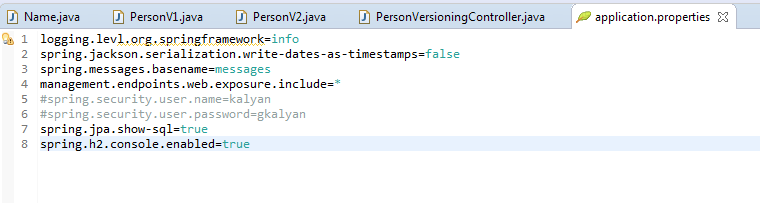 Name.java PersonV1.java PersonV2.java PersonVersioningController.java application.properties
1 logging.levl.org.springframework=info
2 spring.jackson.serialization.write-dates-as-timestamps=false
3 spring.messages.basename=messages
4 management.endpoints.web.exposure.include=*
5 #spring.security.user.name=kalyan
6 #spring.security.user.password=gkalyan
7 spring.jpa.show-sql=true
8 spring.h2.console.enabled=true